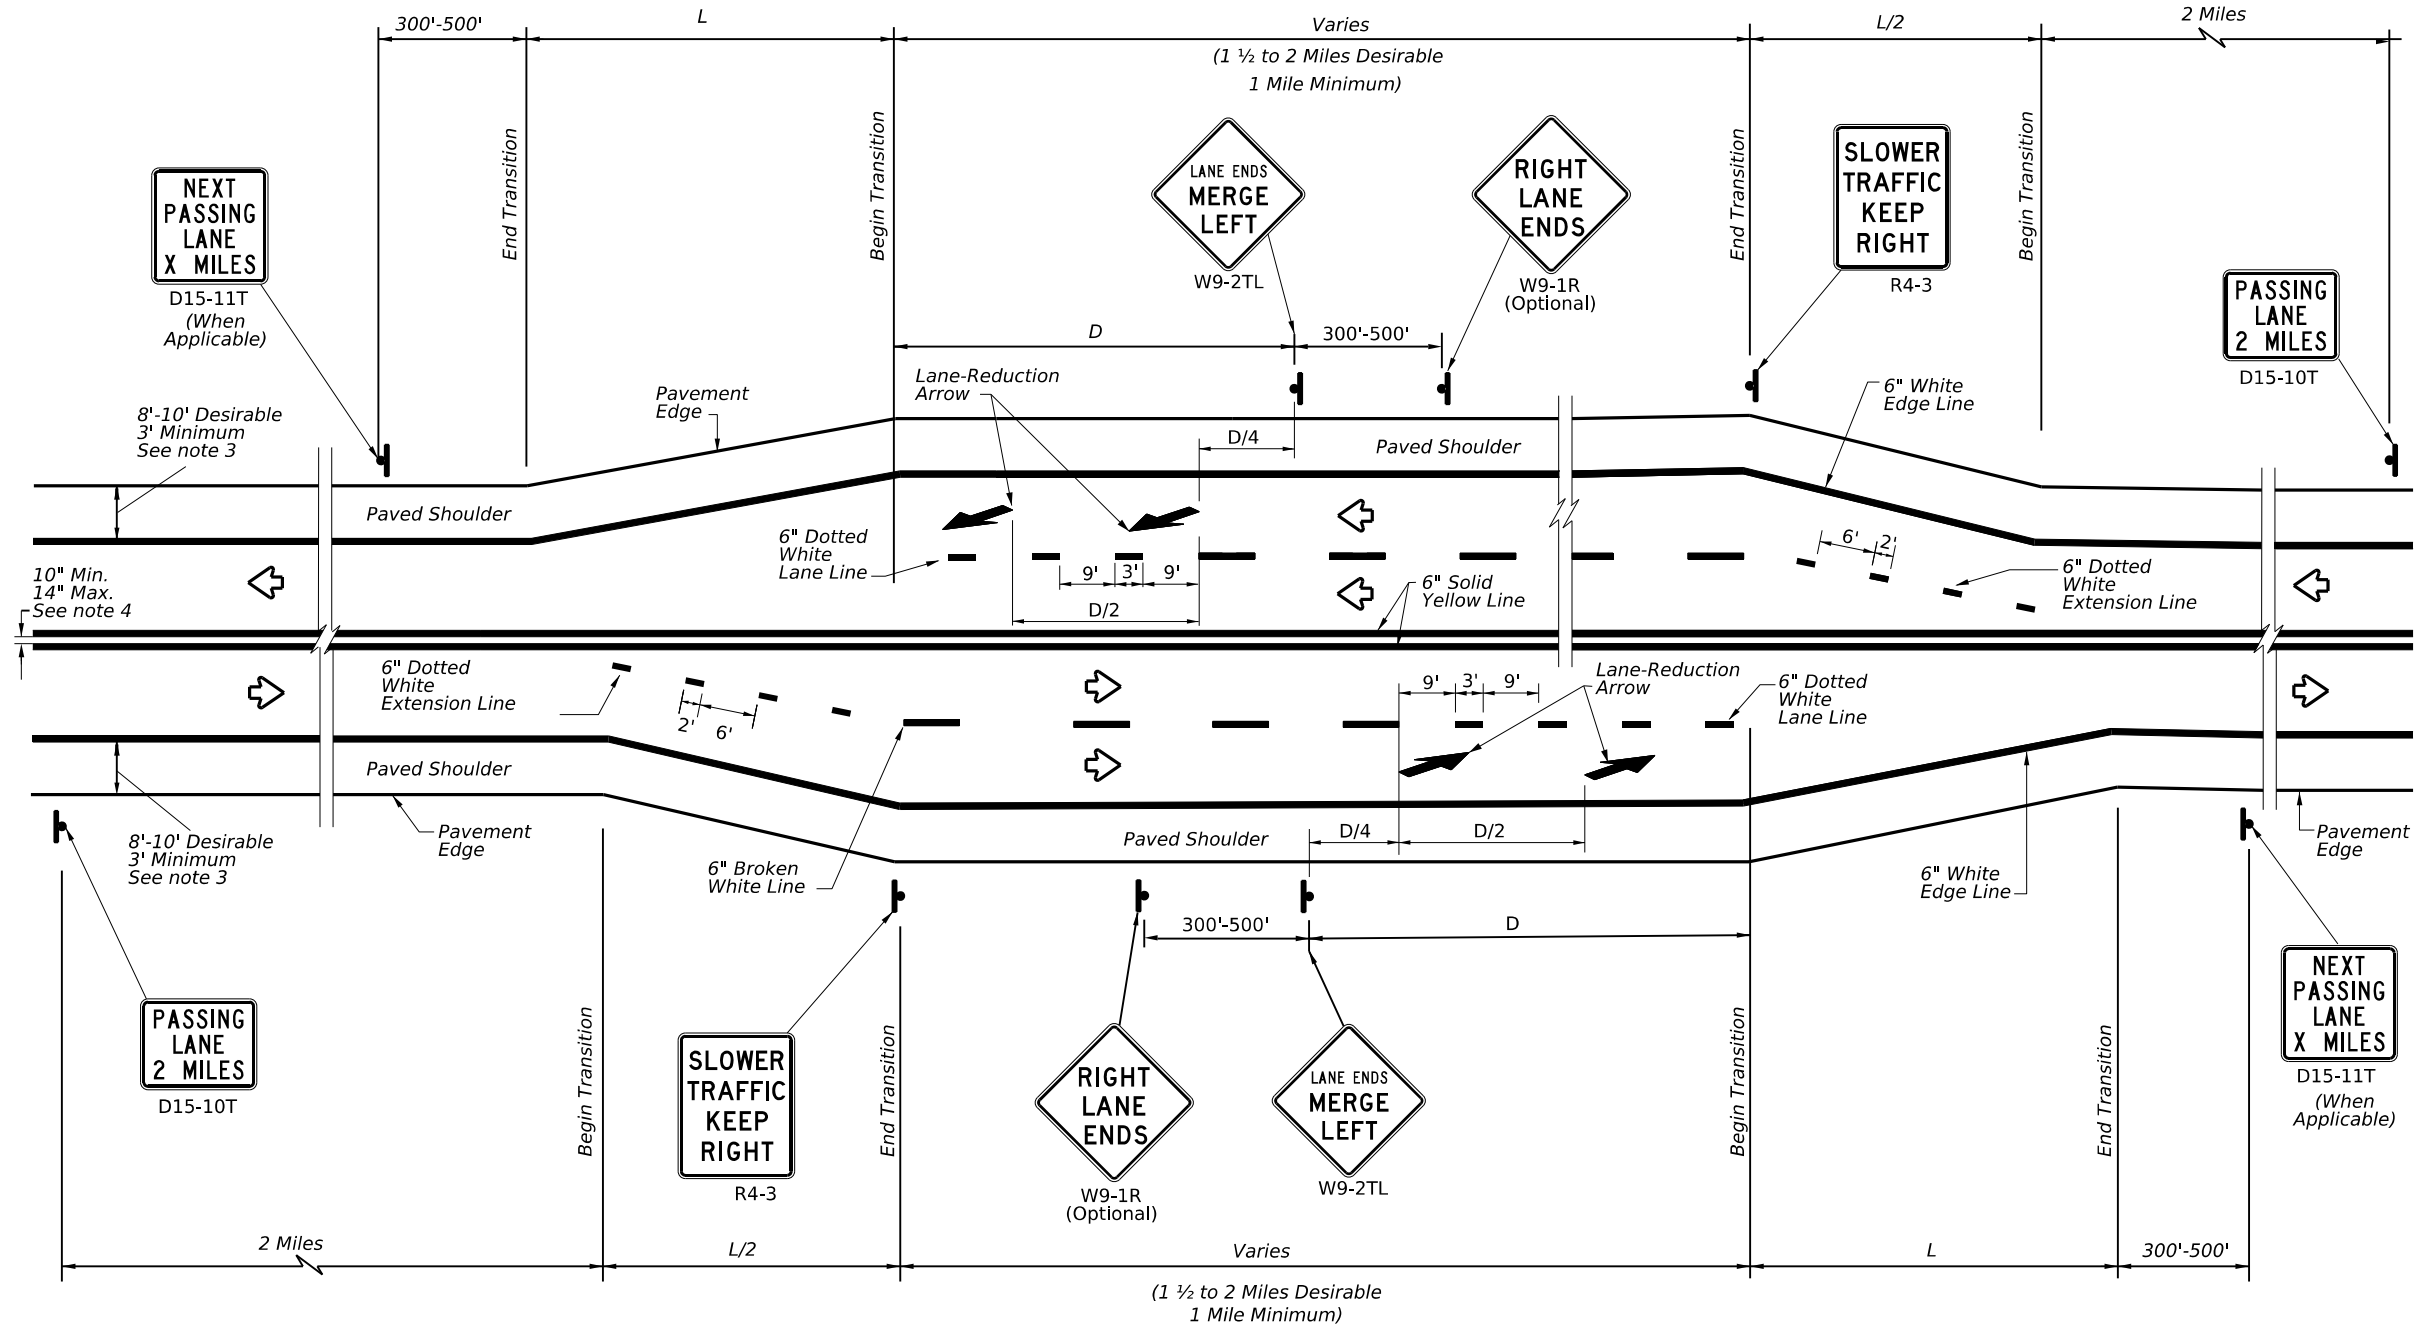 300'-500'
L
Varies
(1 ½ to 2 Miles Desirable
1 Mile Minimum)
L/2
2 Miles
End Transition
Begin Transition
End Transition
Begin Transition
NEXT
PASSING
LANE
X MILES
D15-11T
(When
Applicable)
LANE ENDS
MERGE
LEFT
W9-2TL
RIGHT
LANE
ENDS
W9-1R
(Optional)
SLOWER
TRAFFIC
KEEP
RIGHT
R4-3
PASSING
LANE
2 MILES
D15-10T
D
300'-500'
Lane-Reduction
Arrow
Pavement
Edge
6" White
Edge Line
8'-10' Desirable
3' Minimum
See note 3
D/4
Paved Shoulder
Paved Shoulder
6" Dotted
White
Lane Line
9'
3'
9'
D/2
6" Solid
Yellow Line
6'
2'
6" Dotted
White
Extension Line
10" Min.
14" Max.
See note 4
6" Dotted
White
Extension Line
2'
6'
9'
3'
9'
Lane-Reduction
Arrow
6" Dotted
White
Lane Line
Paved Shoulder
8'-10' Desirable
3' Minimum
See note 3
Pavement
Edge
6" Broken
White Line
Paved Shoulder
D/4
D/2
6" White
Edge Line
Pavement
Edge
300'-500'
D
PASSING
LANE
2 MILES
D15-10T
Begin Transition
SLOWER
TRAFFIC
KEEP
RIGHT
R4-3
End Transition
RIGHT
LANE
ENDS
W9-1R
(Optional)
LANE ENDS
MERGE
LEFT
W9-2TL
Begin Transition
End Transition
NEXT
PASSING
LANE
X MILES
D15-11T
(When
Applicable)
2 Miles
L/2
Varies
(1 ½ to 2 Miles Desirable
1 Mile Minimum)
L
300'-500'